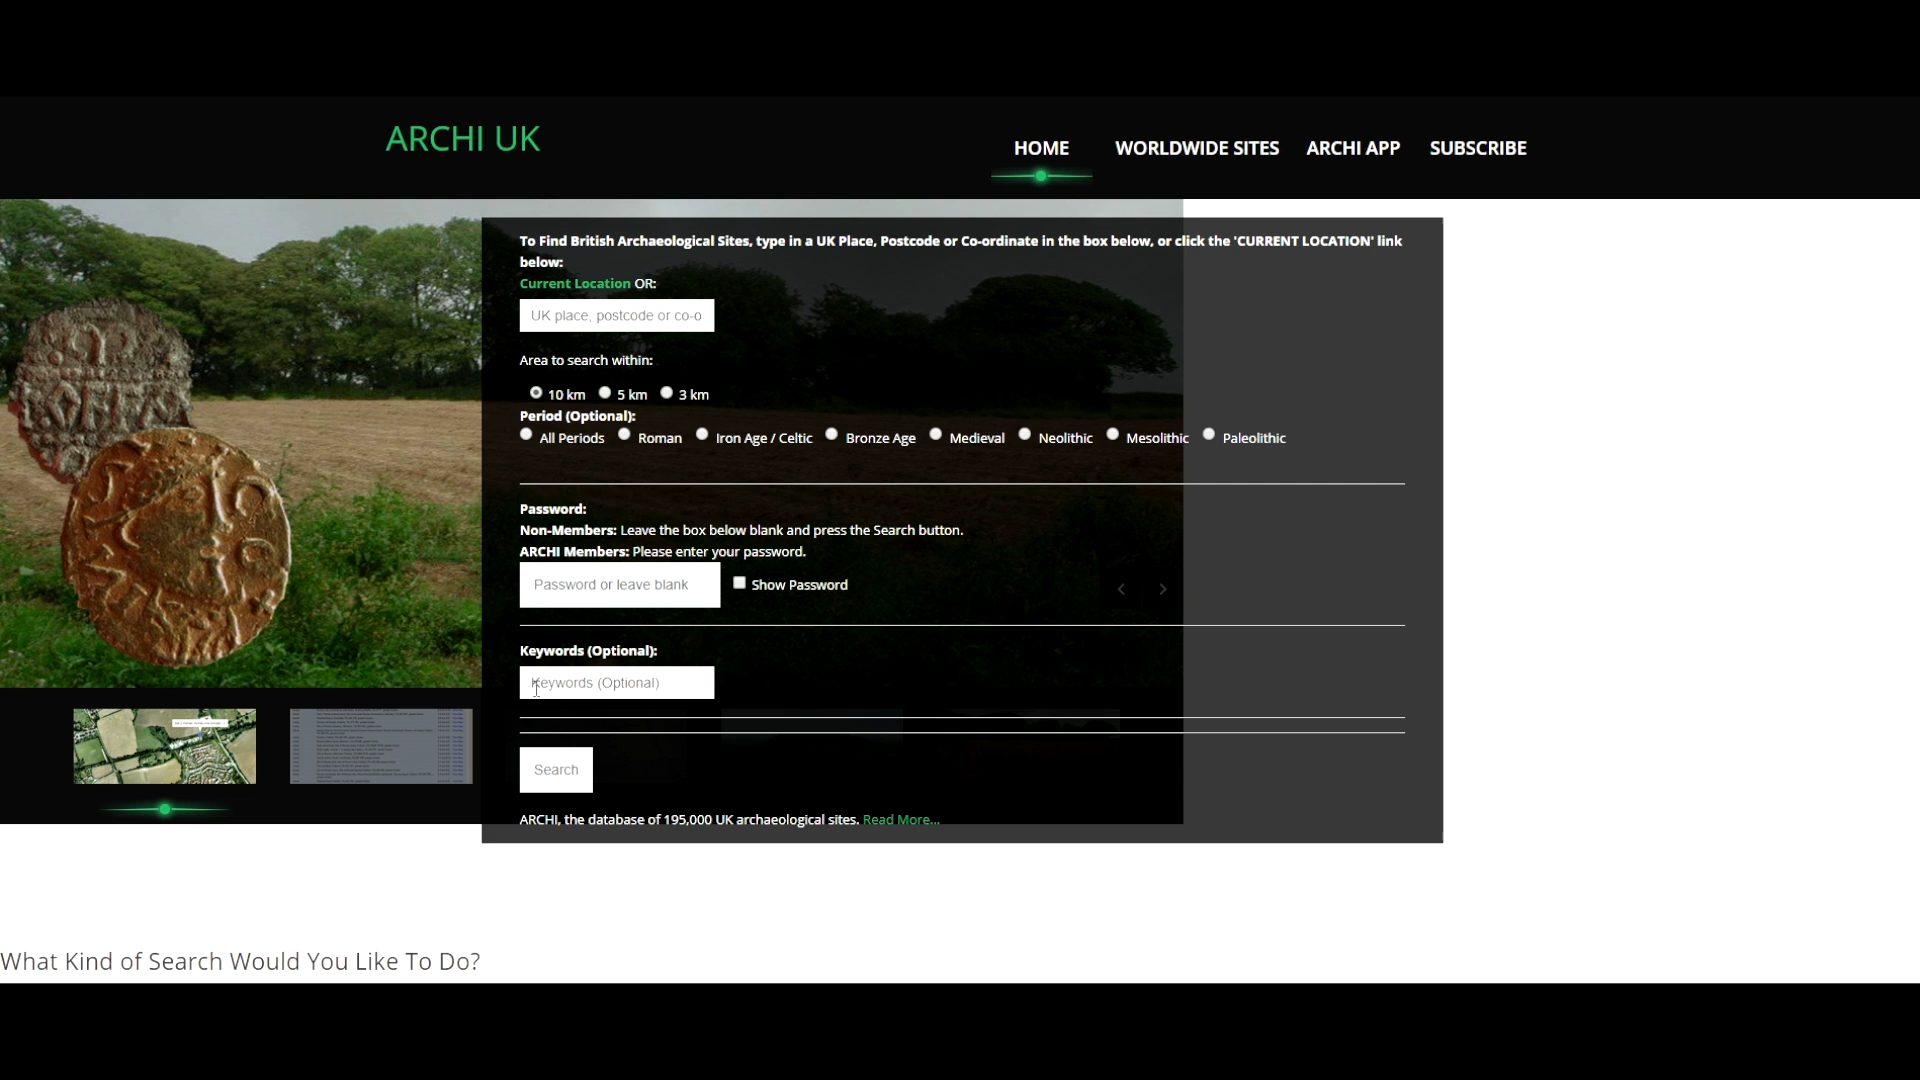 ARCHI UK
HOME
WORLDWIDE SITES
ARCHI APP
SUBSCRIBE
To Find British Archaeological Sites, type in a UK Place, Postcode or Co-ordinate in the box below, or click the 'CURRENT LOCATION' link
below:
Current Location OR:
UK place, postcode or co-o
Area to search within:
10 km 5 km 3 km
Period (Optional):
All Periods Roman Iron Age / Celtic Bronze Age Medieval Neolithic Mesolithic Paleolithic
Password:
Non-Members: Leave the box below blank and press the Search button.
ARCHI Members: Please enter your password.
Password or leave blank
Show Password
Keywords (Optional):
Keywords (Optional)
Search
ARCHI, the database of 195,000 UK archaeological sites. Read More...
What Kind of Search Would You Like To Do?